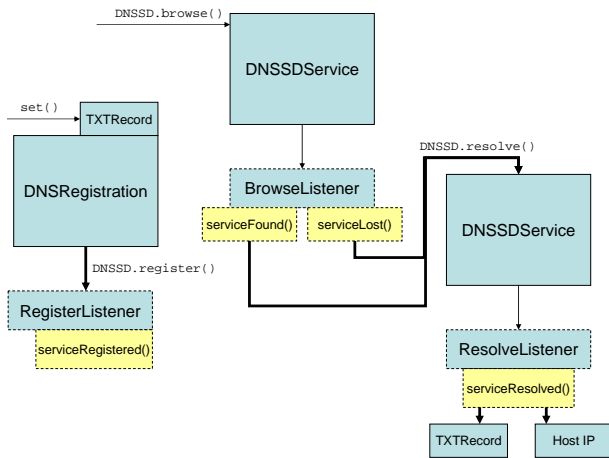 DNSSD.browse()
DNSSDService
set()
TXTRecord
DNSRegistration
DNSSD.resolve()
BrowseListener
serviceFound()
serviceLost()
DNSSDService
DNSSD.register()
RegisterListener
serviceRegistered()
ResolveListener
serviceResolved()
TXTRecord
Host IP